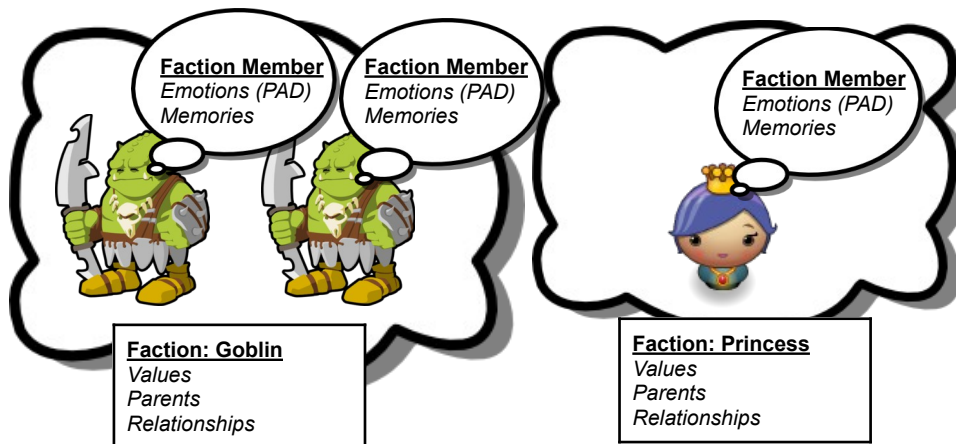 Faction Member
Emotions (PAD)
Memories
Faction Member
Emotions (PAD)
Memories
Faction Member
Emotions (PAD)
Memories
Faction: Goblin
Values
Parents
Relationships
Faction: Princess
Values
Parents
Relationships